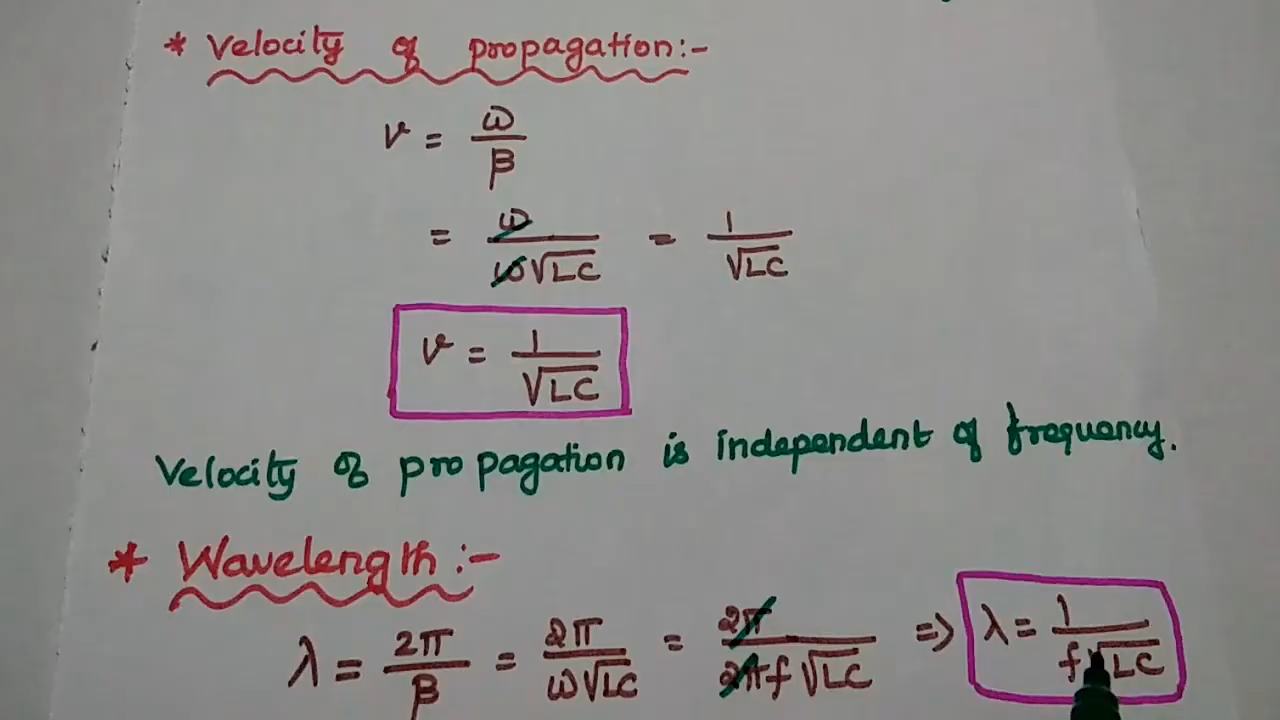 * Velocity of propagation:-
v = ω/β
= ω/ω√LC = 1/√LC
v = 1/√LC
Velocity of propagation is independent of frequency.
* Wavelength:-
λ = 2π/β = 2π/ω√LC = 2π/2πf√LC ⇒ λ = 1/f√LC